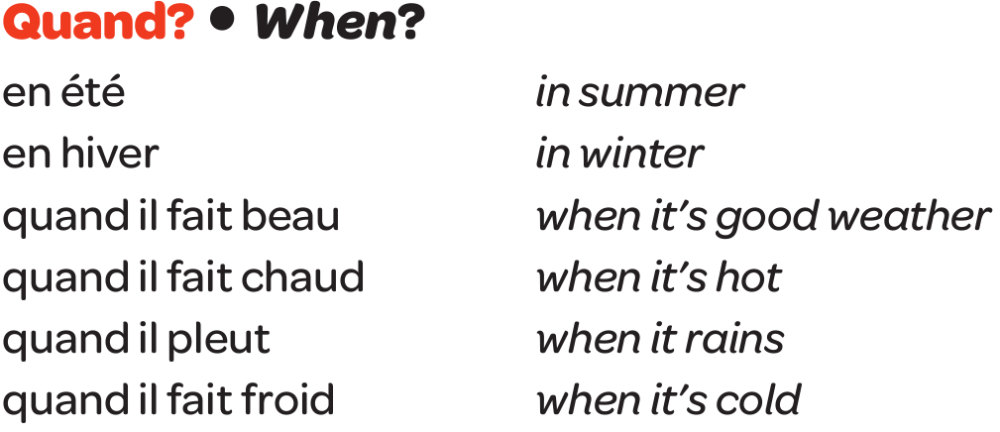 Quand? • When?
en été in summer
en hiver in winter
quand il fait beau when it's good weather
quand il fait chaud when it's hot
quand il pleut when it rains
quand il fait froid when it's cold